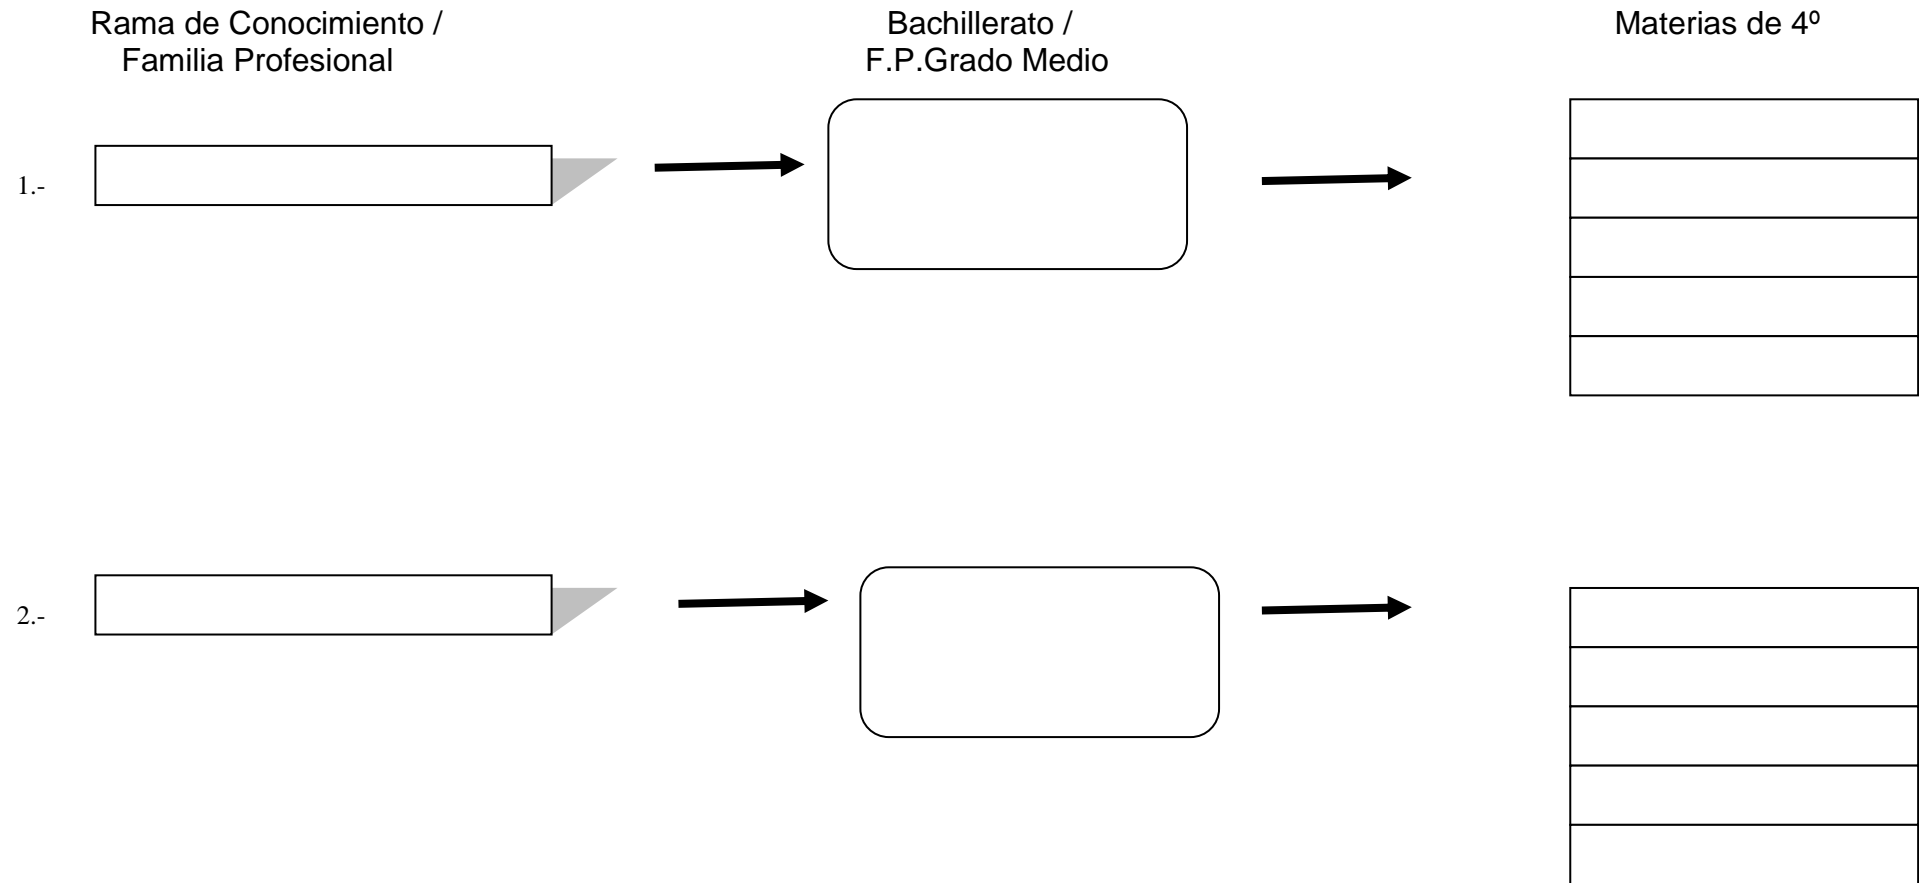 Rama de Conocimiento /
Familia Profesional
Bachillerato /
F.P.Grado Medio
Materias de 4º
1.-
2.-